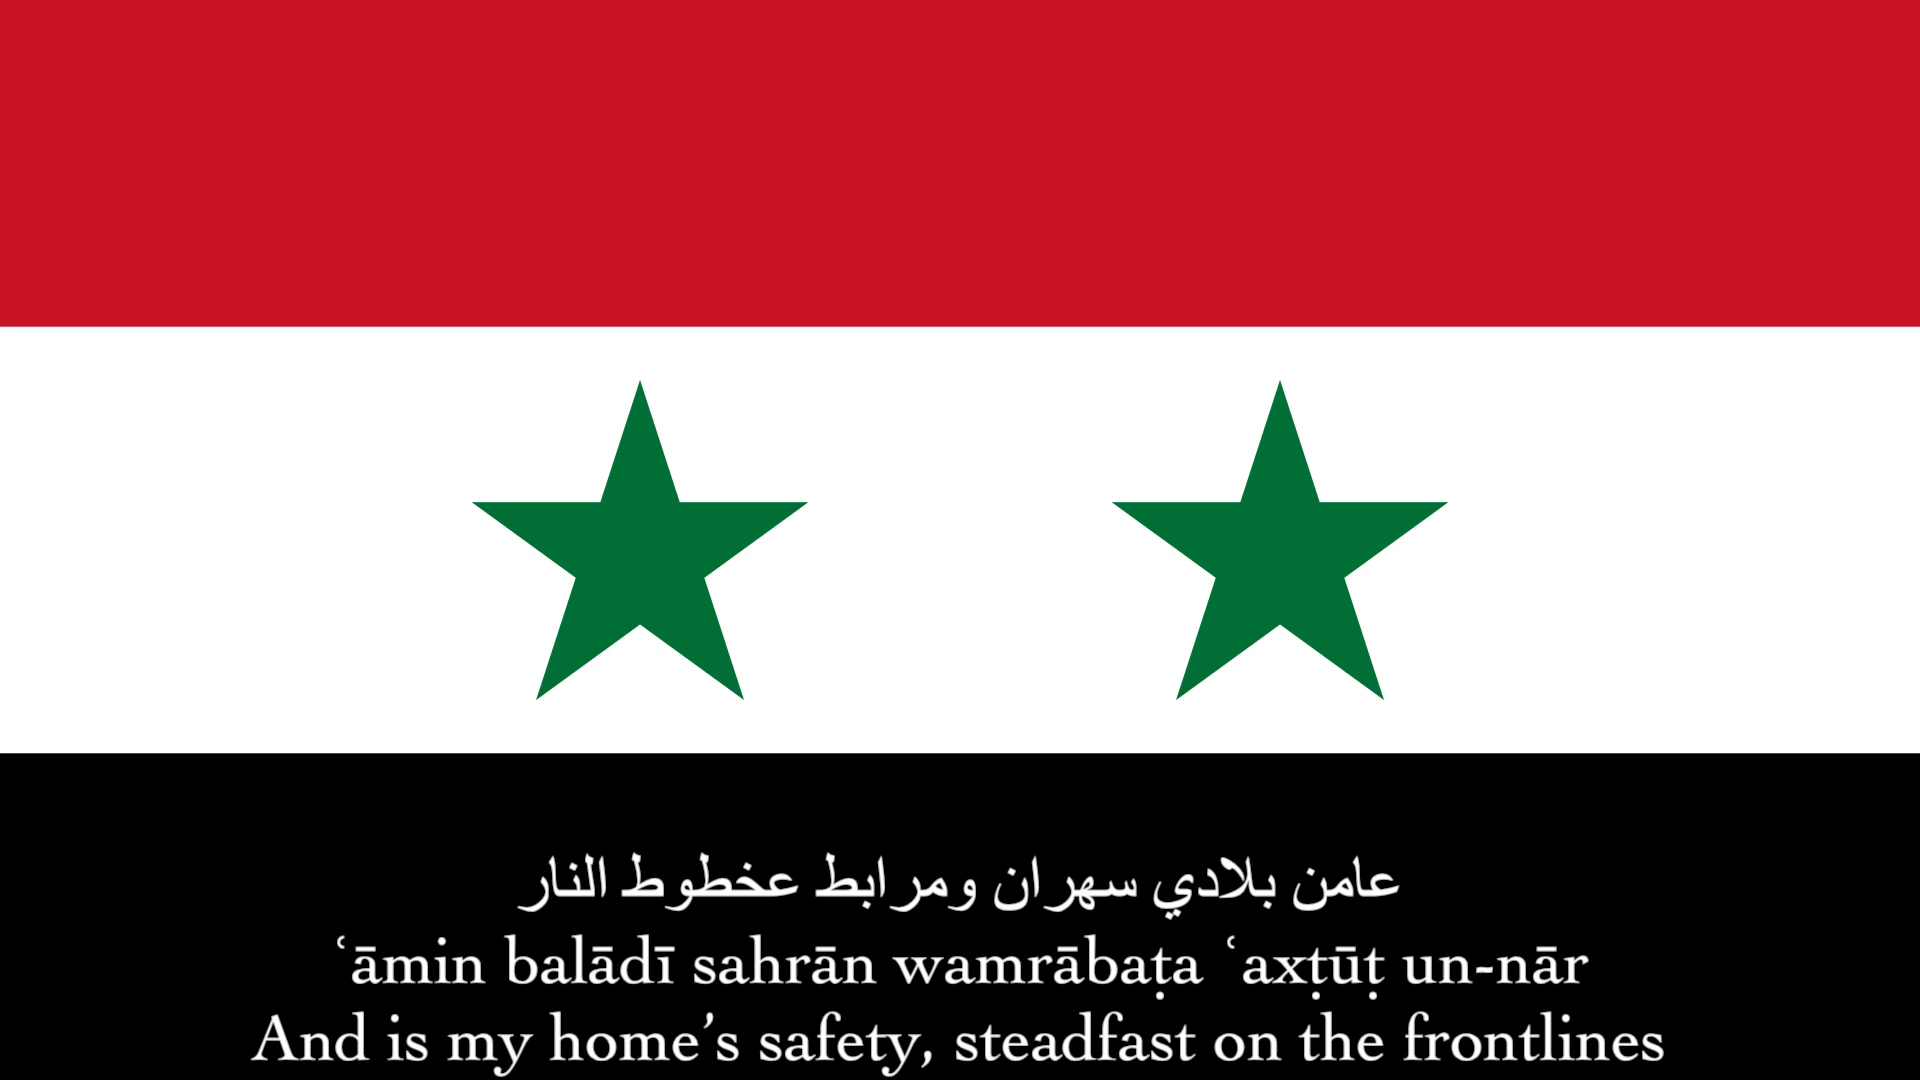 عامن بلادي سهران ومرابط عخطوط النار
ʿāmin balādī sahrān wamrābaṭa ʿaxṭūṭ un-nār
And is my home’s safety, steadfast on the frontlines